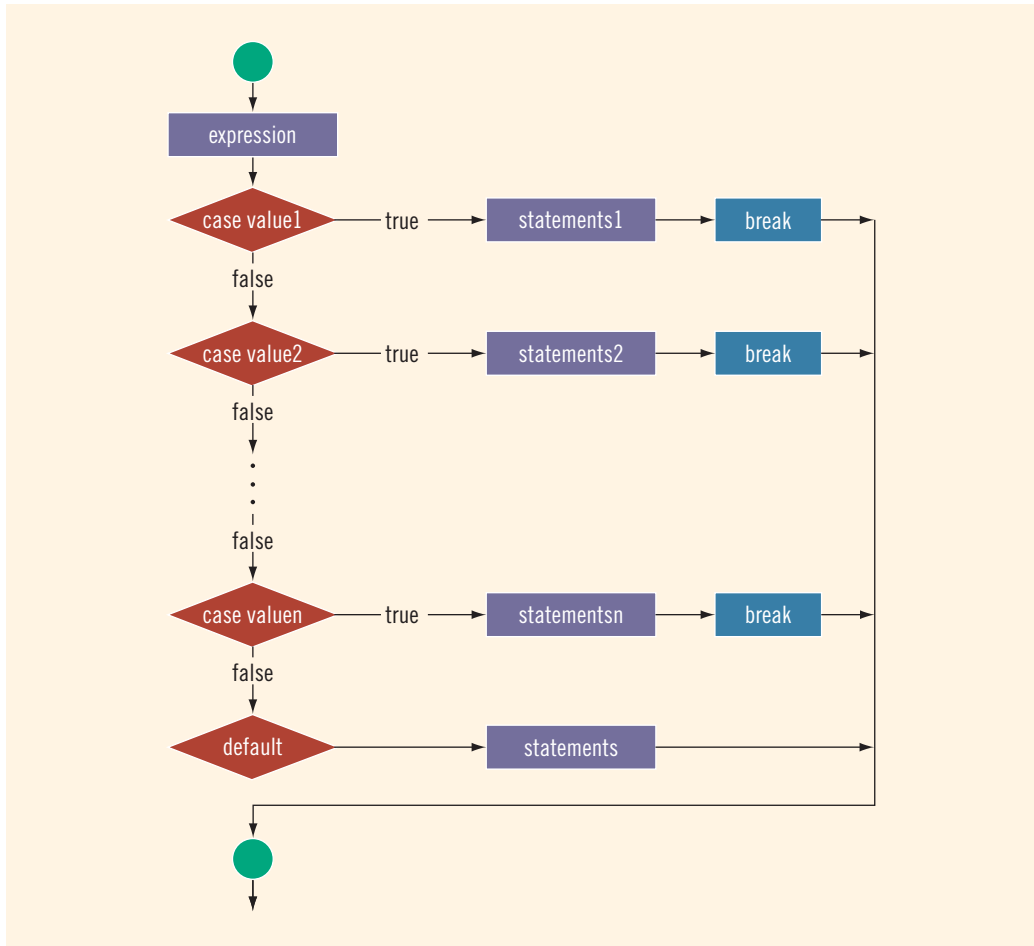 expression
case value1
true
statements1
break
false
case value2
true
statements2
break
false
false
case valuen
true
statementsn
break
false
default
statements